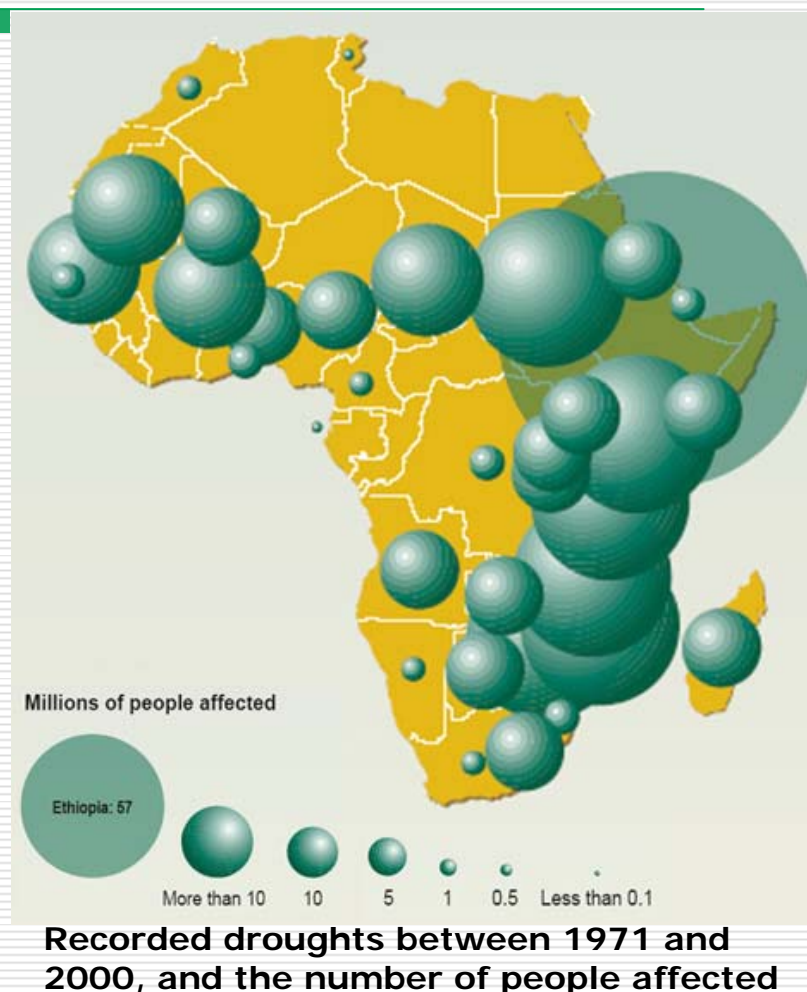 Millions of people affected
Ethiopia: 57
More than 10 10 5 1 0.5 Less than 0.1
Recorded droughts between 1971 and
2000, and the number of people affected